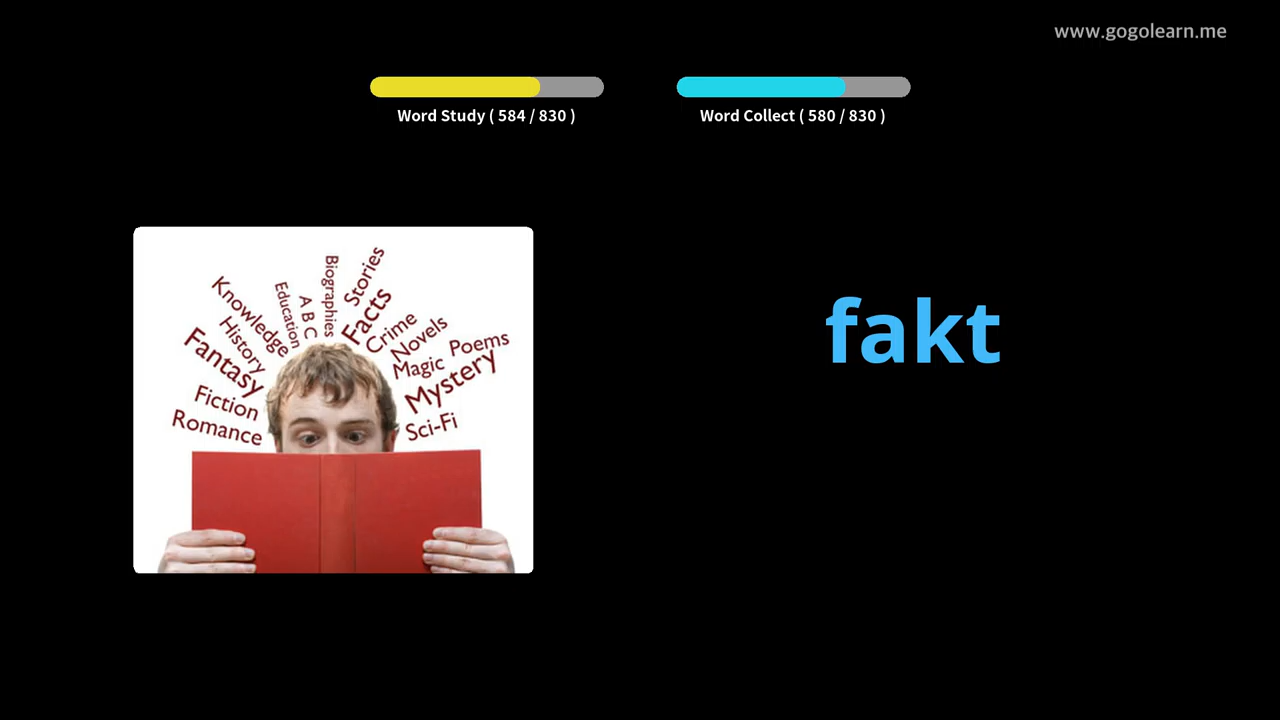 www.gogolearn.me
Word Study ( 584 / 830 )
Word Collect ( 580 / 830 )
Romance
Fiction
Fantasy
History
Knowledge
Education
A B C
Biographies
Stories
Facts
Crime
Novels
Magic
Poems
Mystery
Sci-Fi
fakt